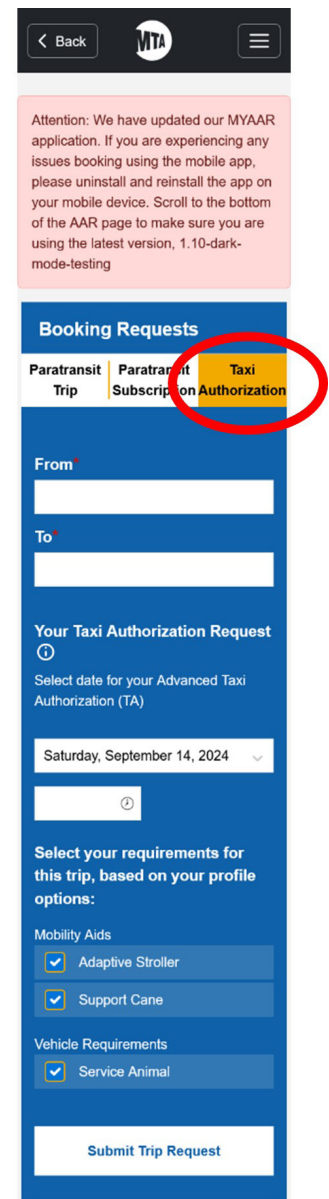 Back
MTA
Attention: We have updated our MYAAR
application. If you are experiencing any
issues booking using the mobile app,
please uninstall and reinstall the app on
your mobile device. Scroll to the bottom
of the AAR page to make sure you are
using the latest version, 1.10-dark-
mode-testing
Booking Requests
Paratransit
Trip
Paratransit
Subscription
Taxi
Authorization
From*
To*
Your Taxi Authorization Request
Select date for your Advanced Taxi
Authorization (TA)
Saturday, September 14, 2024
Select your requirements for
this trip, based on your profile
options:
Mobility Aids
Adaptive Stroller
Support Cane
Vehicle Requirements
Service Animal
Submit Trip Request